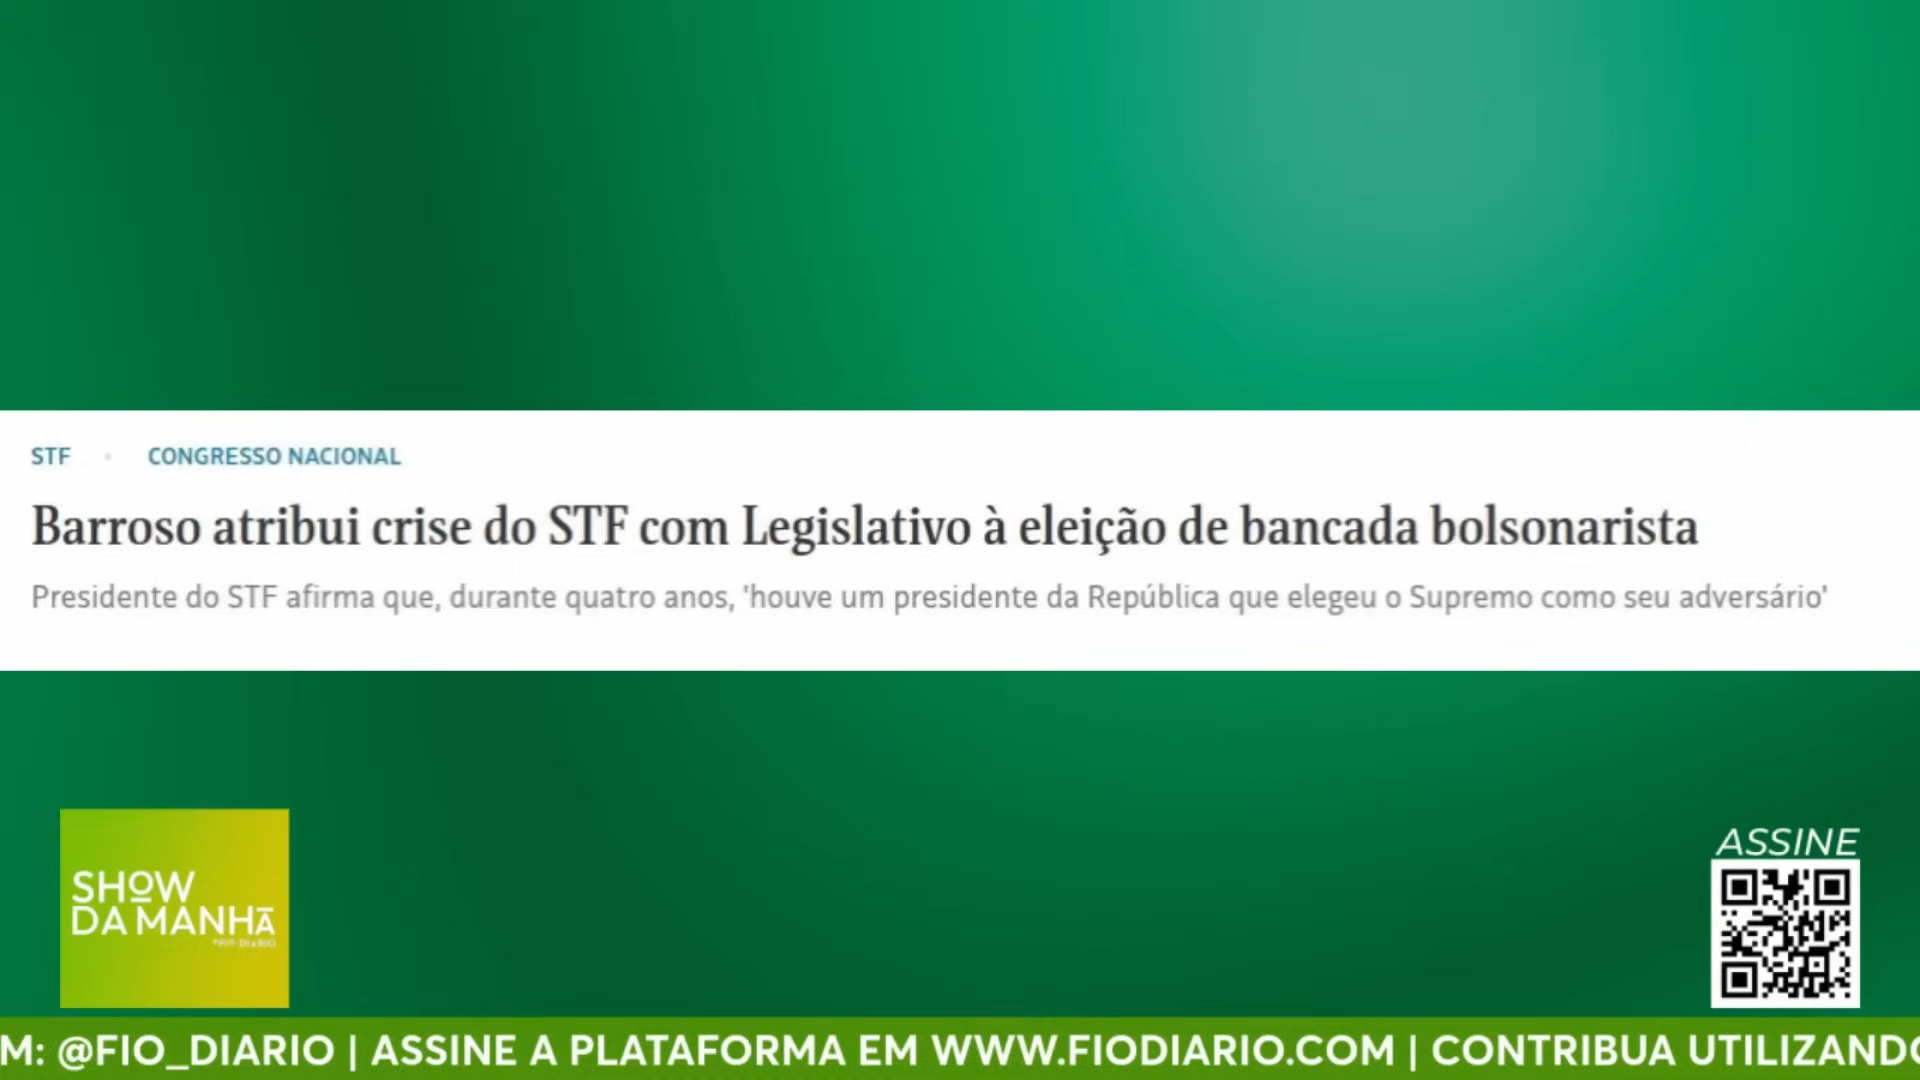 STF • CONGRESSO NACIONAL
Barroso atribui crise do STF com Legislativo à eleição de bancada bolsonarista
Presidente do STF afirma que, durante quatro anos, 'houve um presidente da República que elegeu o Supremo como seu adversário'
SHOW
DA MANHÃ
FIO DIÁRIO
ASSINE
M: @FIO_DIARIO | ASSINE A PLATAFORMA EM WWW.FIODIARIO.COM | CONTRIBUA UTILIZANDO